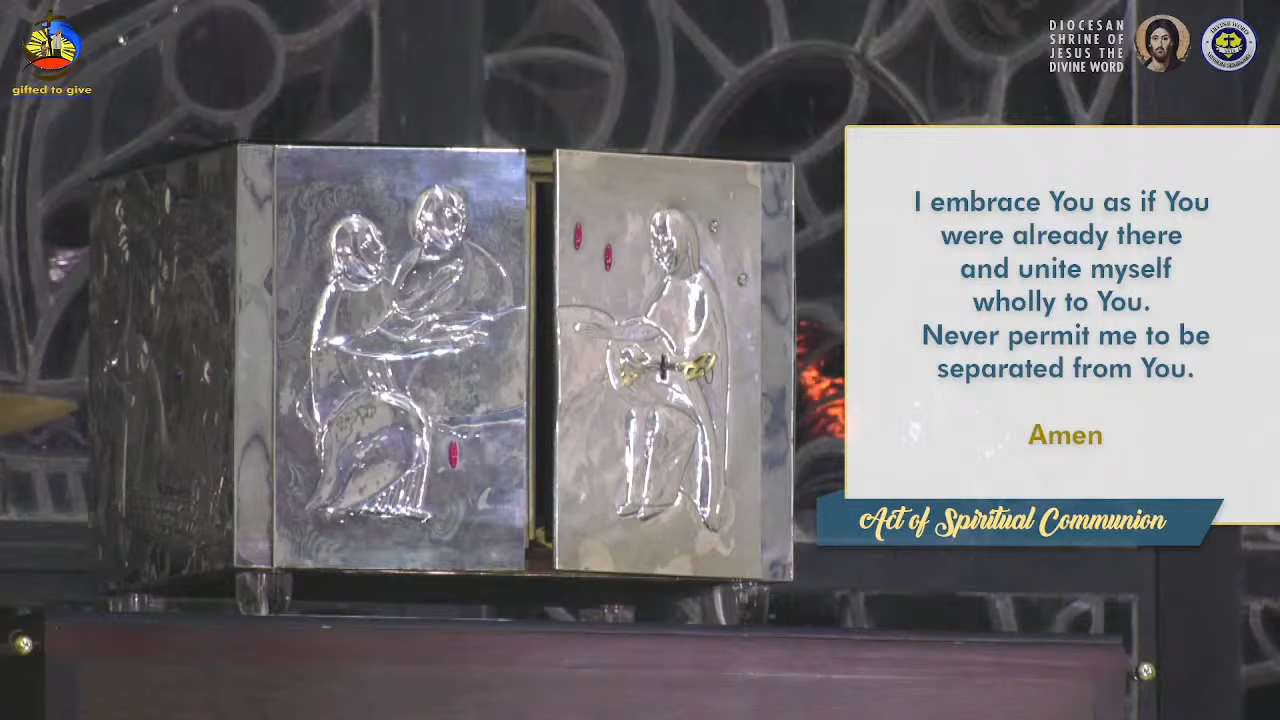 gifted to give
DIOCESAN
SHRINE OF
JESUS THE
DIVINE WORD
I embrace You as if You
were already there
and unite myself
wholly to You.
Never permit me to be
separated from You.
Amen
Act of Spiritual Communion